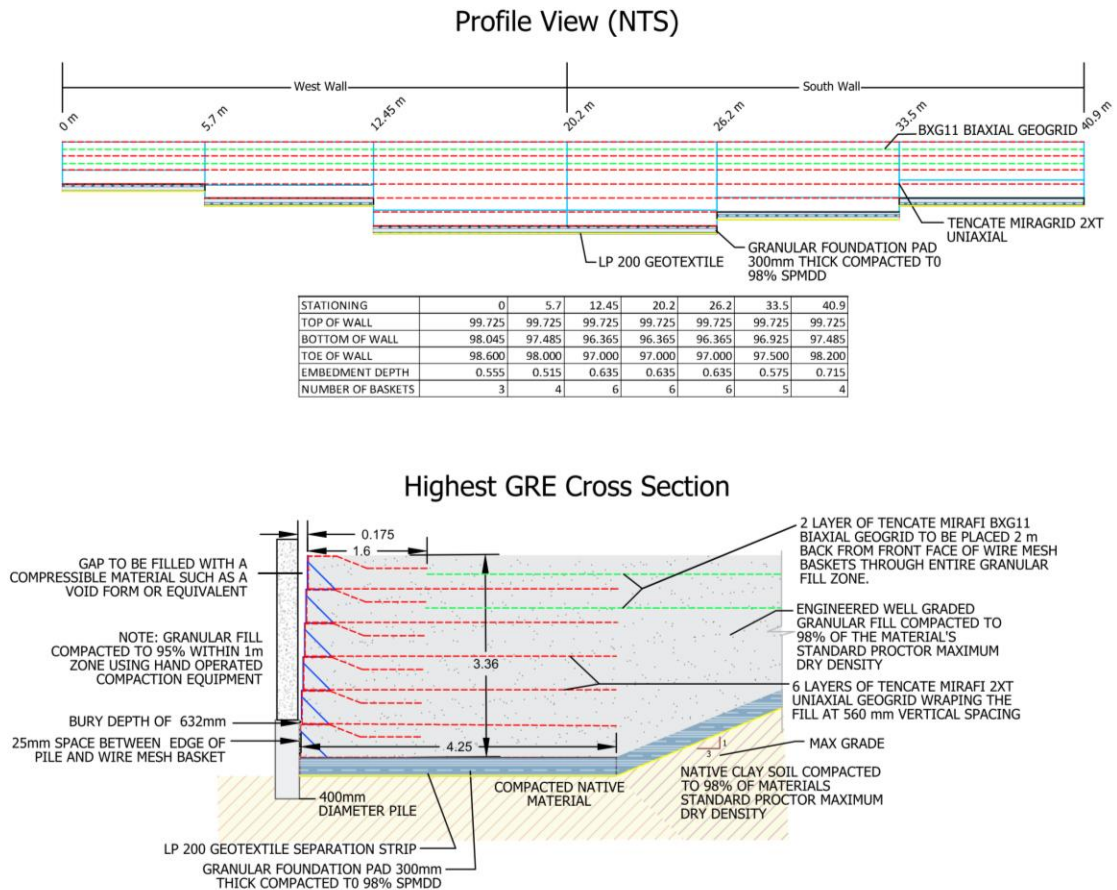 Profile View (NTS)
West Wall
South Wall
0 m
5.7 m
12.45 m
20.2 m
26.2 m
33.5 m
40.9 m
BXG11 BIAXIAL GEOGRID
TENCATE MIRAGRID 2XT
UNIAXIAL
GRANULAR FOUNDATION PAD
300mm THICK COMPACTED T0
98% SPMDD
LP 200 GEOTEXTILE
STATIONING 0 5.7 12.45 20.2 26.2 33.5 40.9
TOP OF WALL 99.725 99.725 99.725 99.725 99.725 99.725 99.725
BOTTOM OF WALL 98.045 97.485 96.365 96.365 96.365 96.925 97.485
TOE OF WALL 98.600 98.000 97.000 97.000 97.000 97.500 98.200
EMBEDMENT DEPTH 0.555 0.515 0.635 0.635 0.635 0.575 0.715
NUMBER OF BASKETS 3 4 6 6 6 5 4
Highest GRE Cross Section
0.175
1.6
3.36
4.25
GAP TO BE FILLED WITH A
COMPRESSIBLE MATERIAL SUCH AS A
VOID FORM OR EQUIVALENT
NOTE: GRANULAR FILL
COMPACTED TO 95% WITHIN 1m
ZONE USING HAND OPERATED
COMPACTION EQUIPMENT
BURY DEPTH OF 632mm
25mm SPACE BETWEEN EDGE OF
PILE AND WIRE MESH BASKET
400mm
DIAMETER PILE
COMPACTED NATIVE
MATERIAL
LP 200 GEOTEXTILE SEPARATION STRIP
GRANULAR FOUNDATION PAD 300mm
THICK COMPACTED T0 98% SPMDD
2 LAYER OF TENCATE MIRAFI BXG11
BIAXIAL GEOGRID TO BE PLACED 2 m
BACK FROM FRONT FACE OF WIRE MESH
BASKETS THROUGH ENTIRE GRANULAR
FILL ZONE.
ENGINEERED WELL GRADED
GRANULAR FILL COMPACTED TO
98% OF THE MATERIAL'S
STANDARD PROCTOR MAXIMUM
DRY DENSITY
6 LAYERS OF TENCATE MIRAFI 2XT
UNIAXIAL GEOGRID WRAPING THE
FILL AT 560 mm VERTICAL SPACING
1
3
MAX GRADE
NATIVE CLAY SOIL COMPACTED
TO 98% OF MATERIALS
STANDARD PROCTOR MAXIMUM
DRY DENSITY